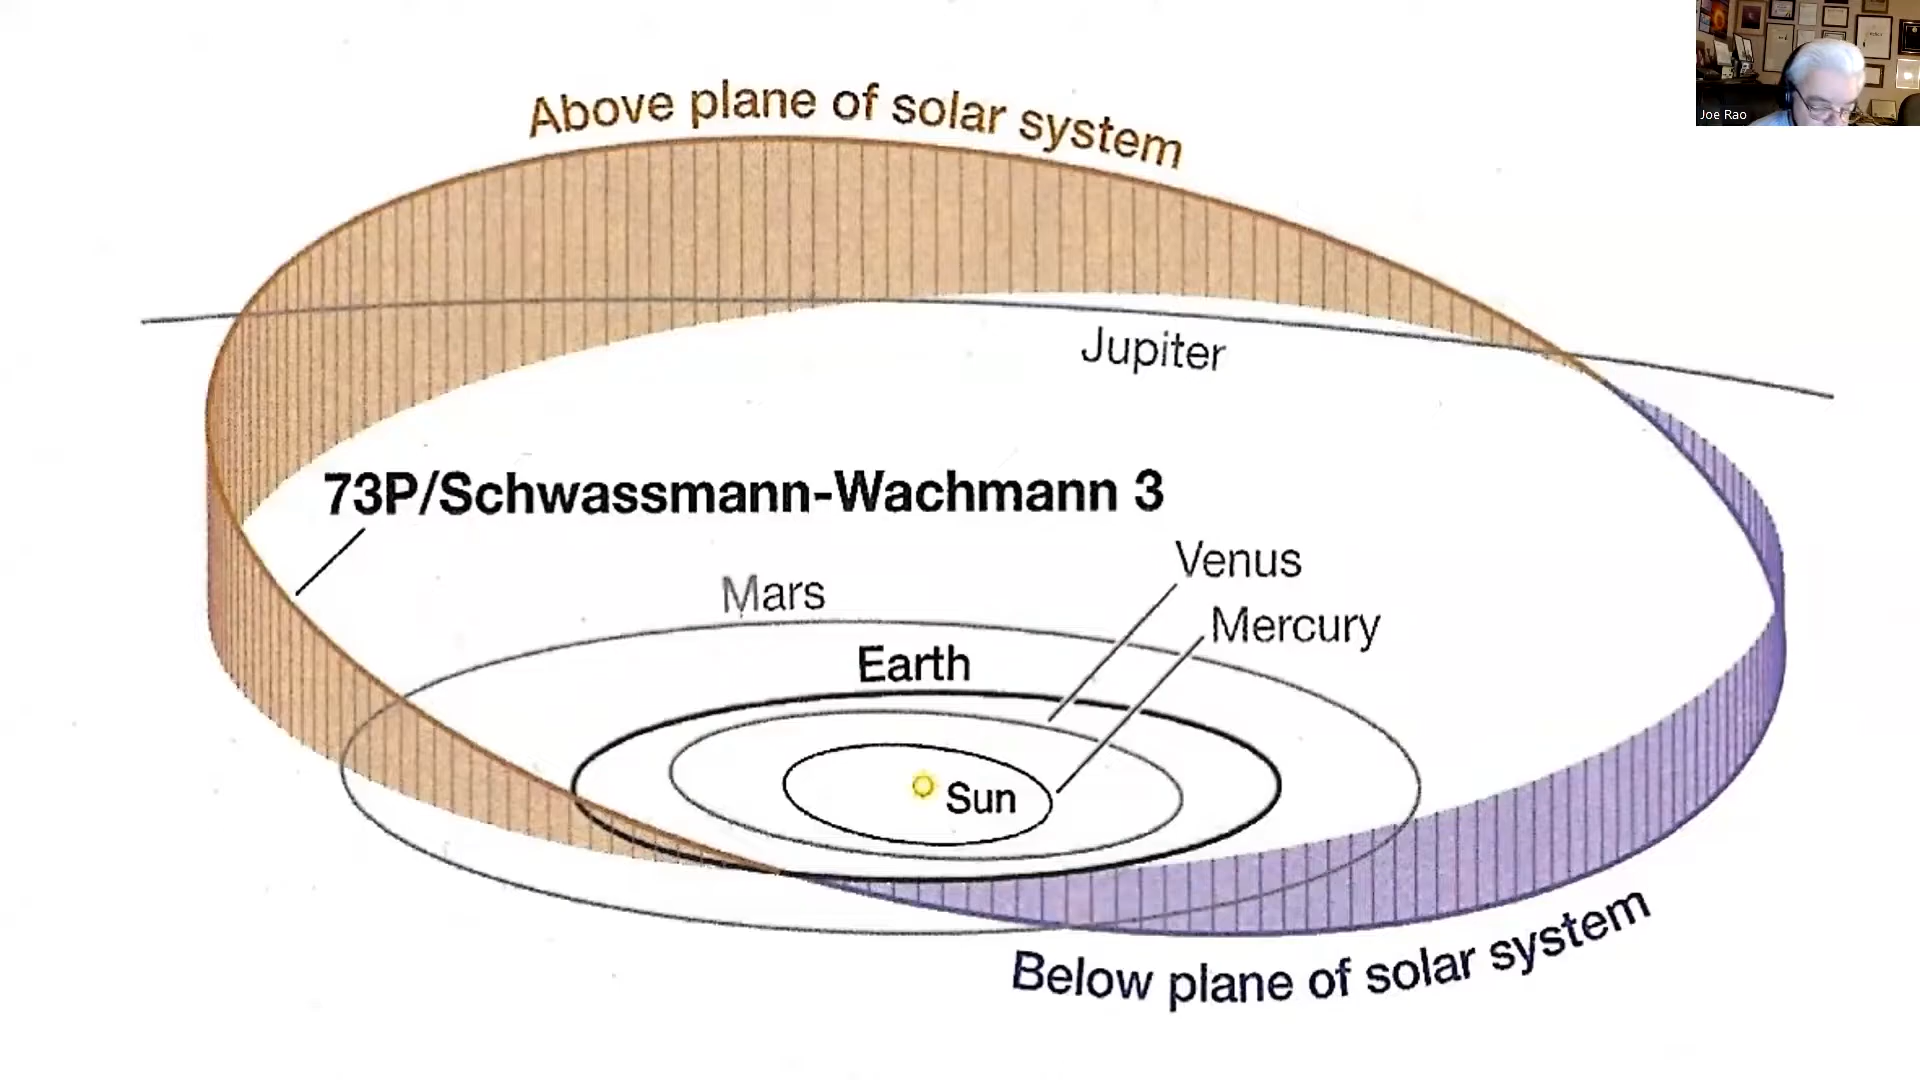 Joe Rao
Above plane of solar system
Jupiter
73P/Schwassmann-Wachmann 3
Venus
Mars
Mercury
Earth
Sun
Below plane of solar system